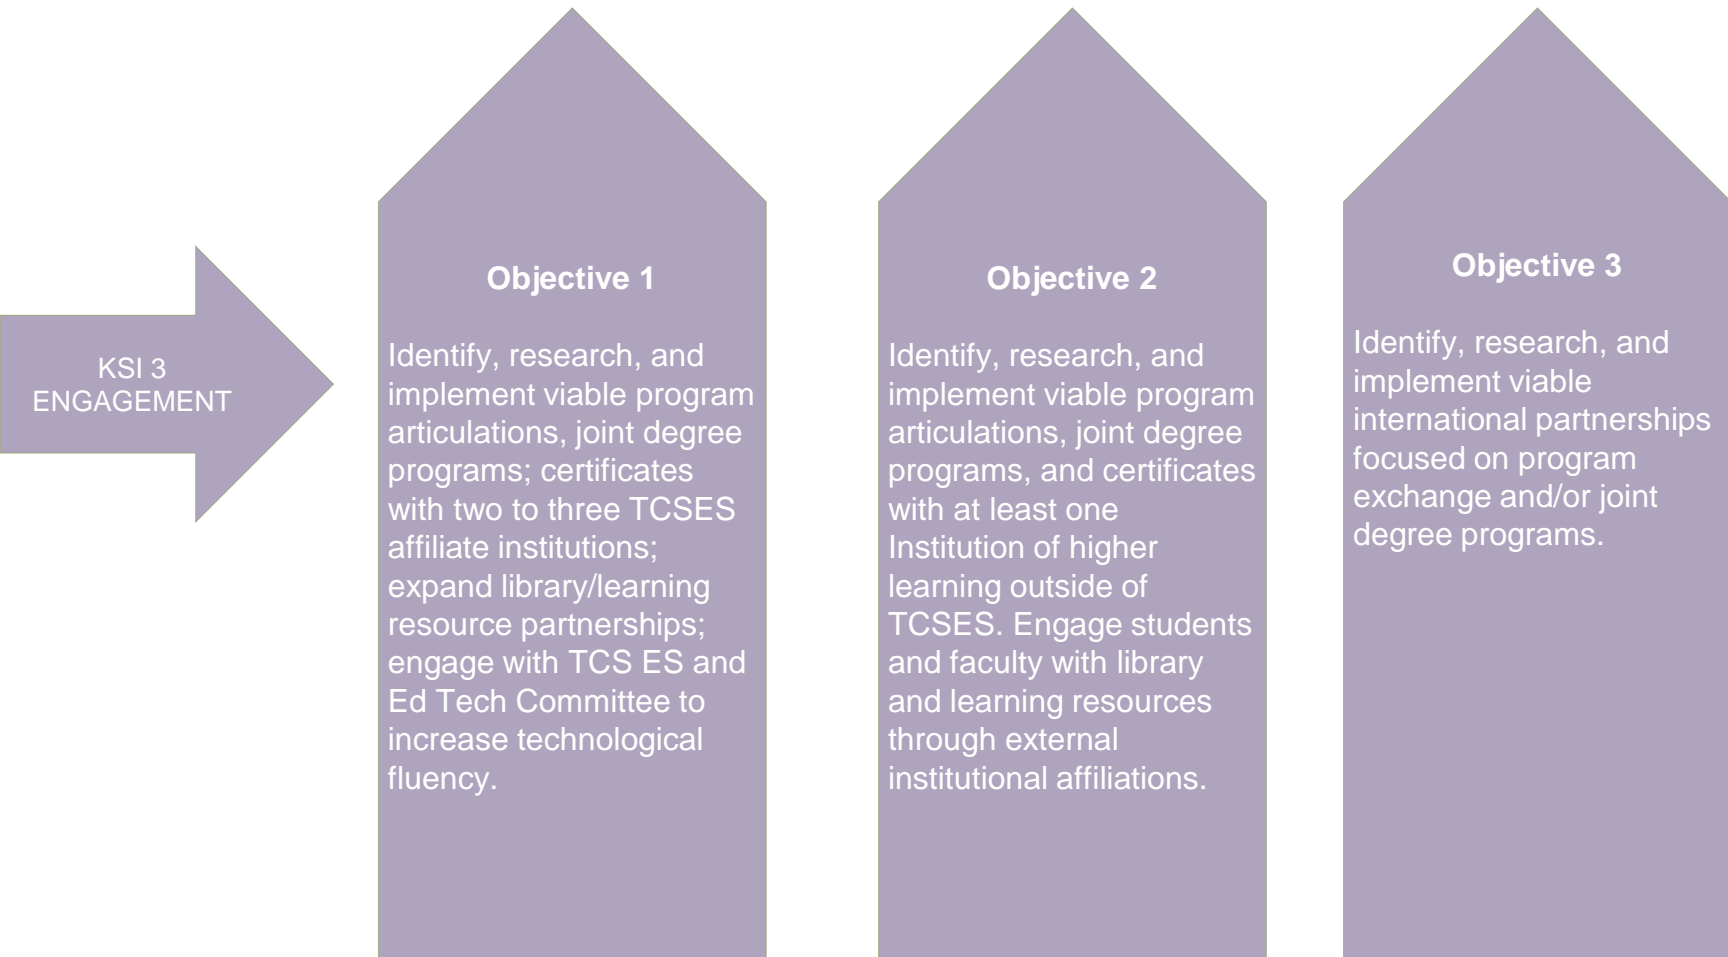 KSI 3
ENGAGEMENT
Objective 1
Identify, research, and
implement viable program
articulations, joint degree
programs; certificates
with two to three TCSES
affiliate institutions;
expand library/learning
resource partnerships;
engage with TCS ES and
Ed Tech Committee to
increase technological
fluency.
Objective 2
Identify, research, and
implement viable program
articulations, joint degree
programs, and certificates
with at least one
Institution of higher
learning outside of
TCSES. Engage students
and faculty with library
and learning resources
through external
institutional affiliations.
Objective 3
Identify, research, and
implement viable
international partnerships
focused on program
exchange and/or joint
degree programs.